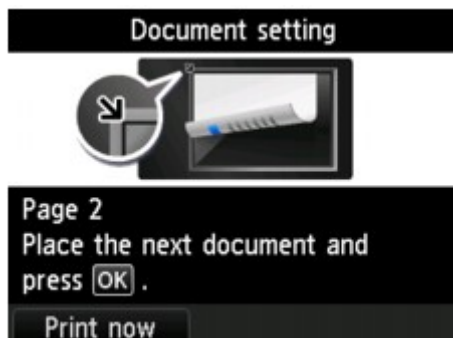 Document setting
Page 2
Place the next document and
press OK .
Print now